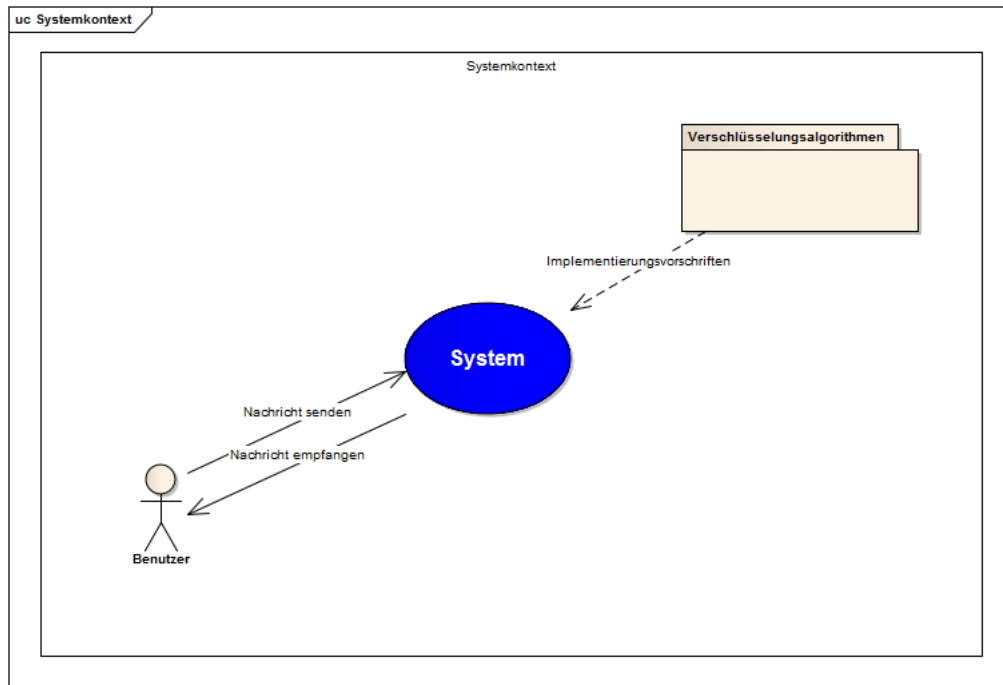 uc Systemkontext
Systemkontext
Verschlüsselungsalgorithmen
Implementierungsvorschriften
System
Nachricht senden
Nachricht empfangen
Benutzer